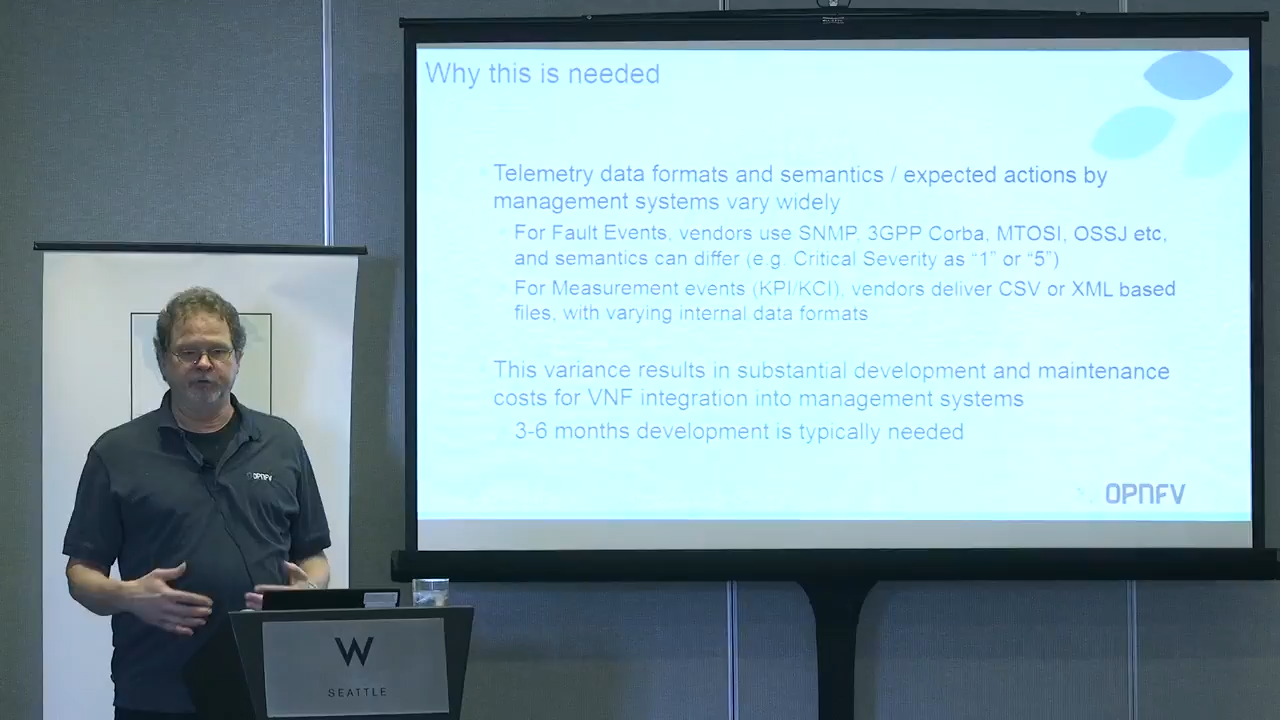 Why this is needed
Telemetry data formats and semantics / expected actions by
management systems vary widely
For Fault Events, vendors use SNMP, 3GPP Corba, MTOSI, OSSJ etc,
and semantics can differ (e.g. Critical Severity as “1” or “5”)
For Measurement events (KPI/KCI), vendors deliver CSV or XML based
files, with varying internal data formats
This variance results in substantial development and maintenance
costs for VNF integration into management systems
3-6 months development is typically needed
OPNFV
OPNFV
W
SEATTLE